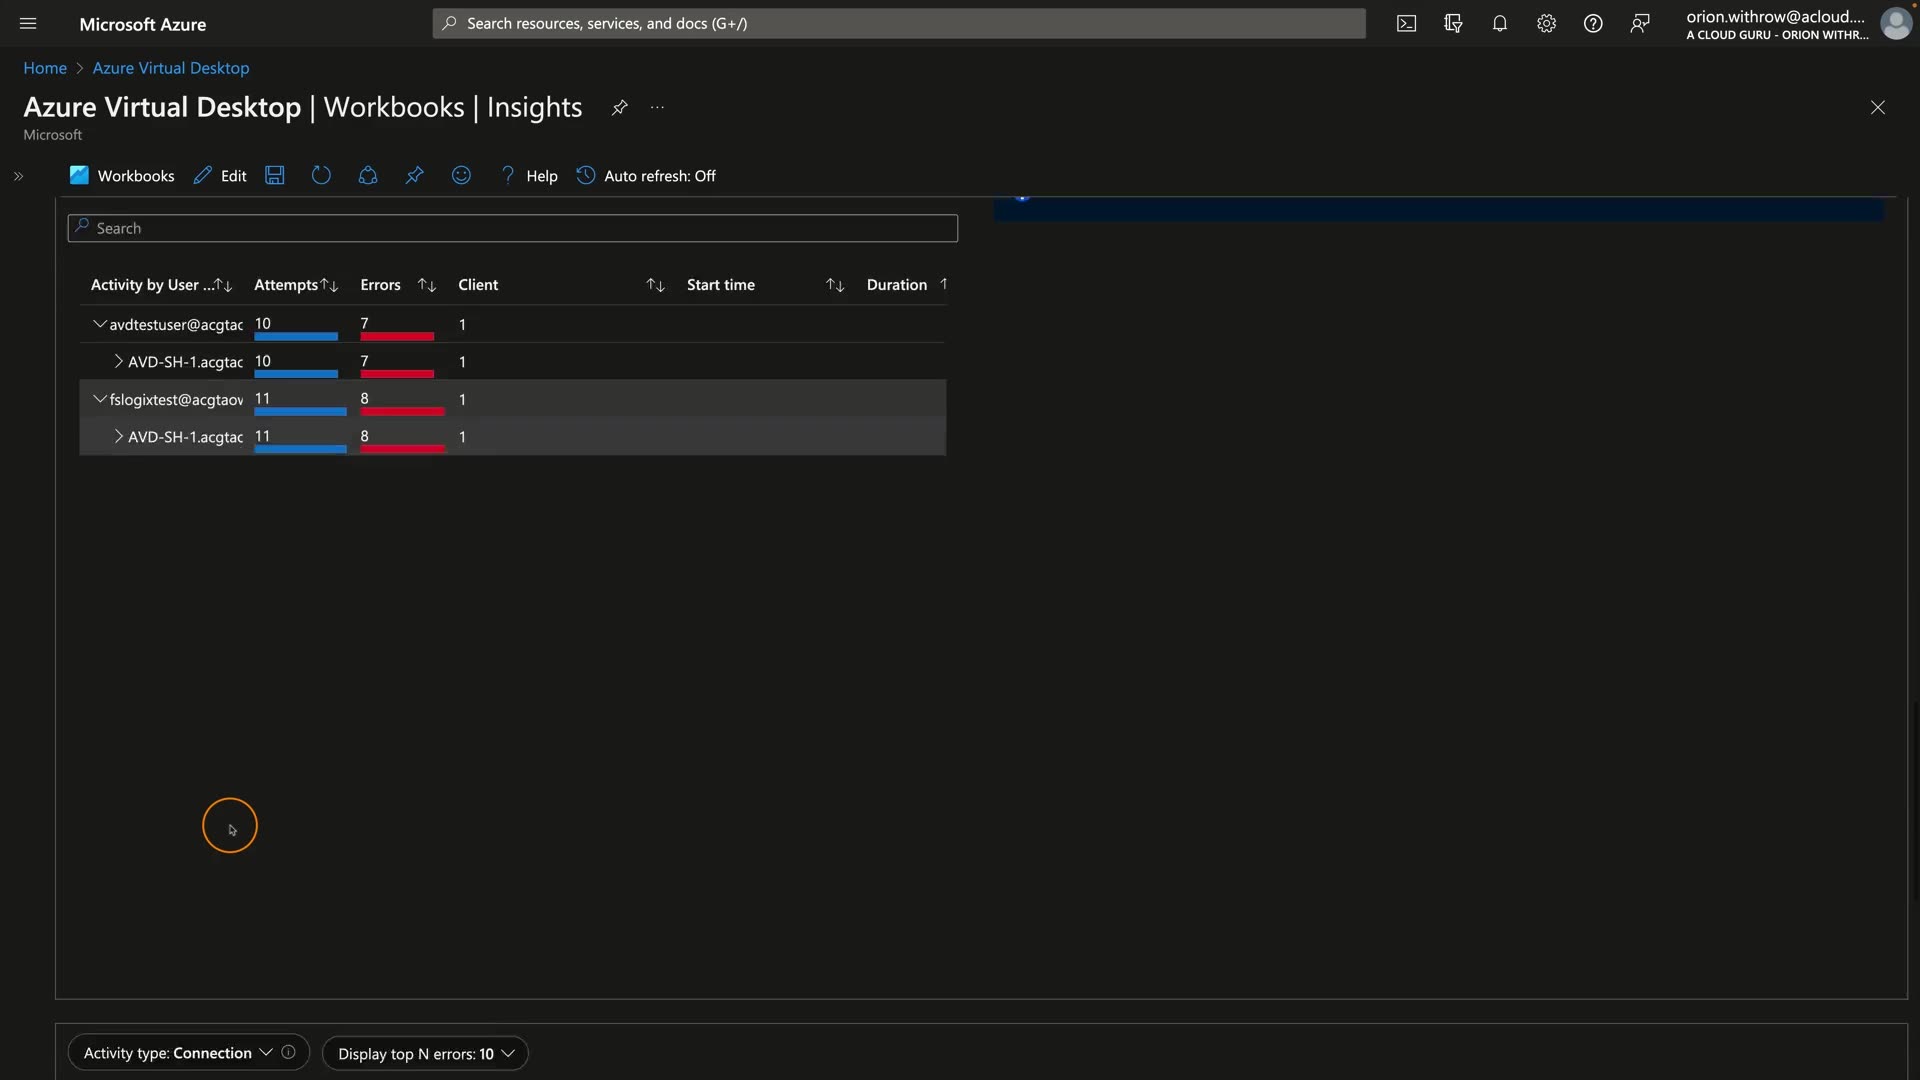 Microsoft Azure
Search resources, services, and docs (G+/)
orion.withrow@acloud....
A CLOUD GURU - ORION WITHR...
Home > Azure Virtual Desktop
Azure Virtual Desktop | Workbooks | Insights ...
Microsoft
Workbooks Edit Help Auto refresh: Off
Search
Activity by User ... Attempts Errors Client Start time Duration
avdtestuser@acgtac 10 7 1
AVD-SH-1.acgtac 10 7 1
fslogixtest@acgtaov 11 8 1
AVD-SH-1.acgtac 11 8 1
Activity type: Connection Display top N errors: 10